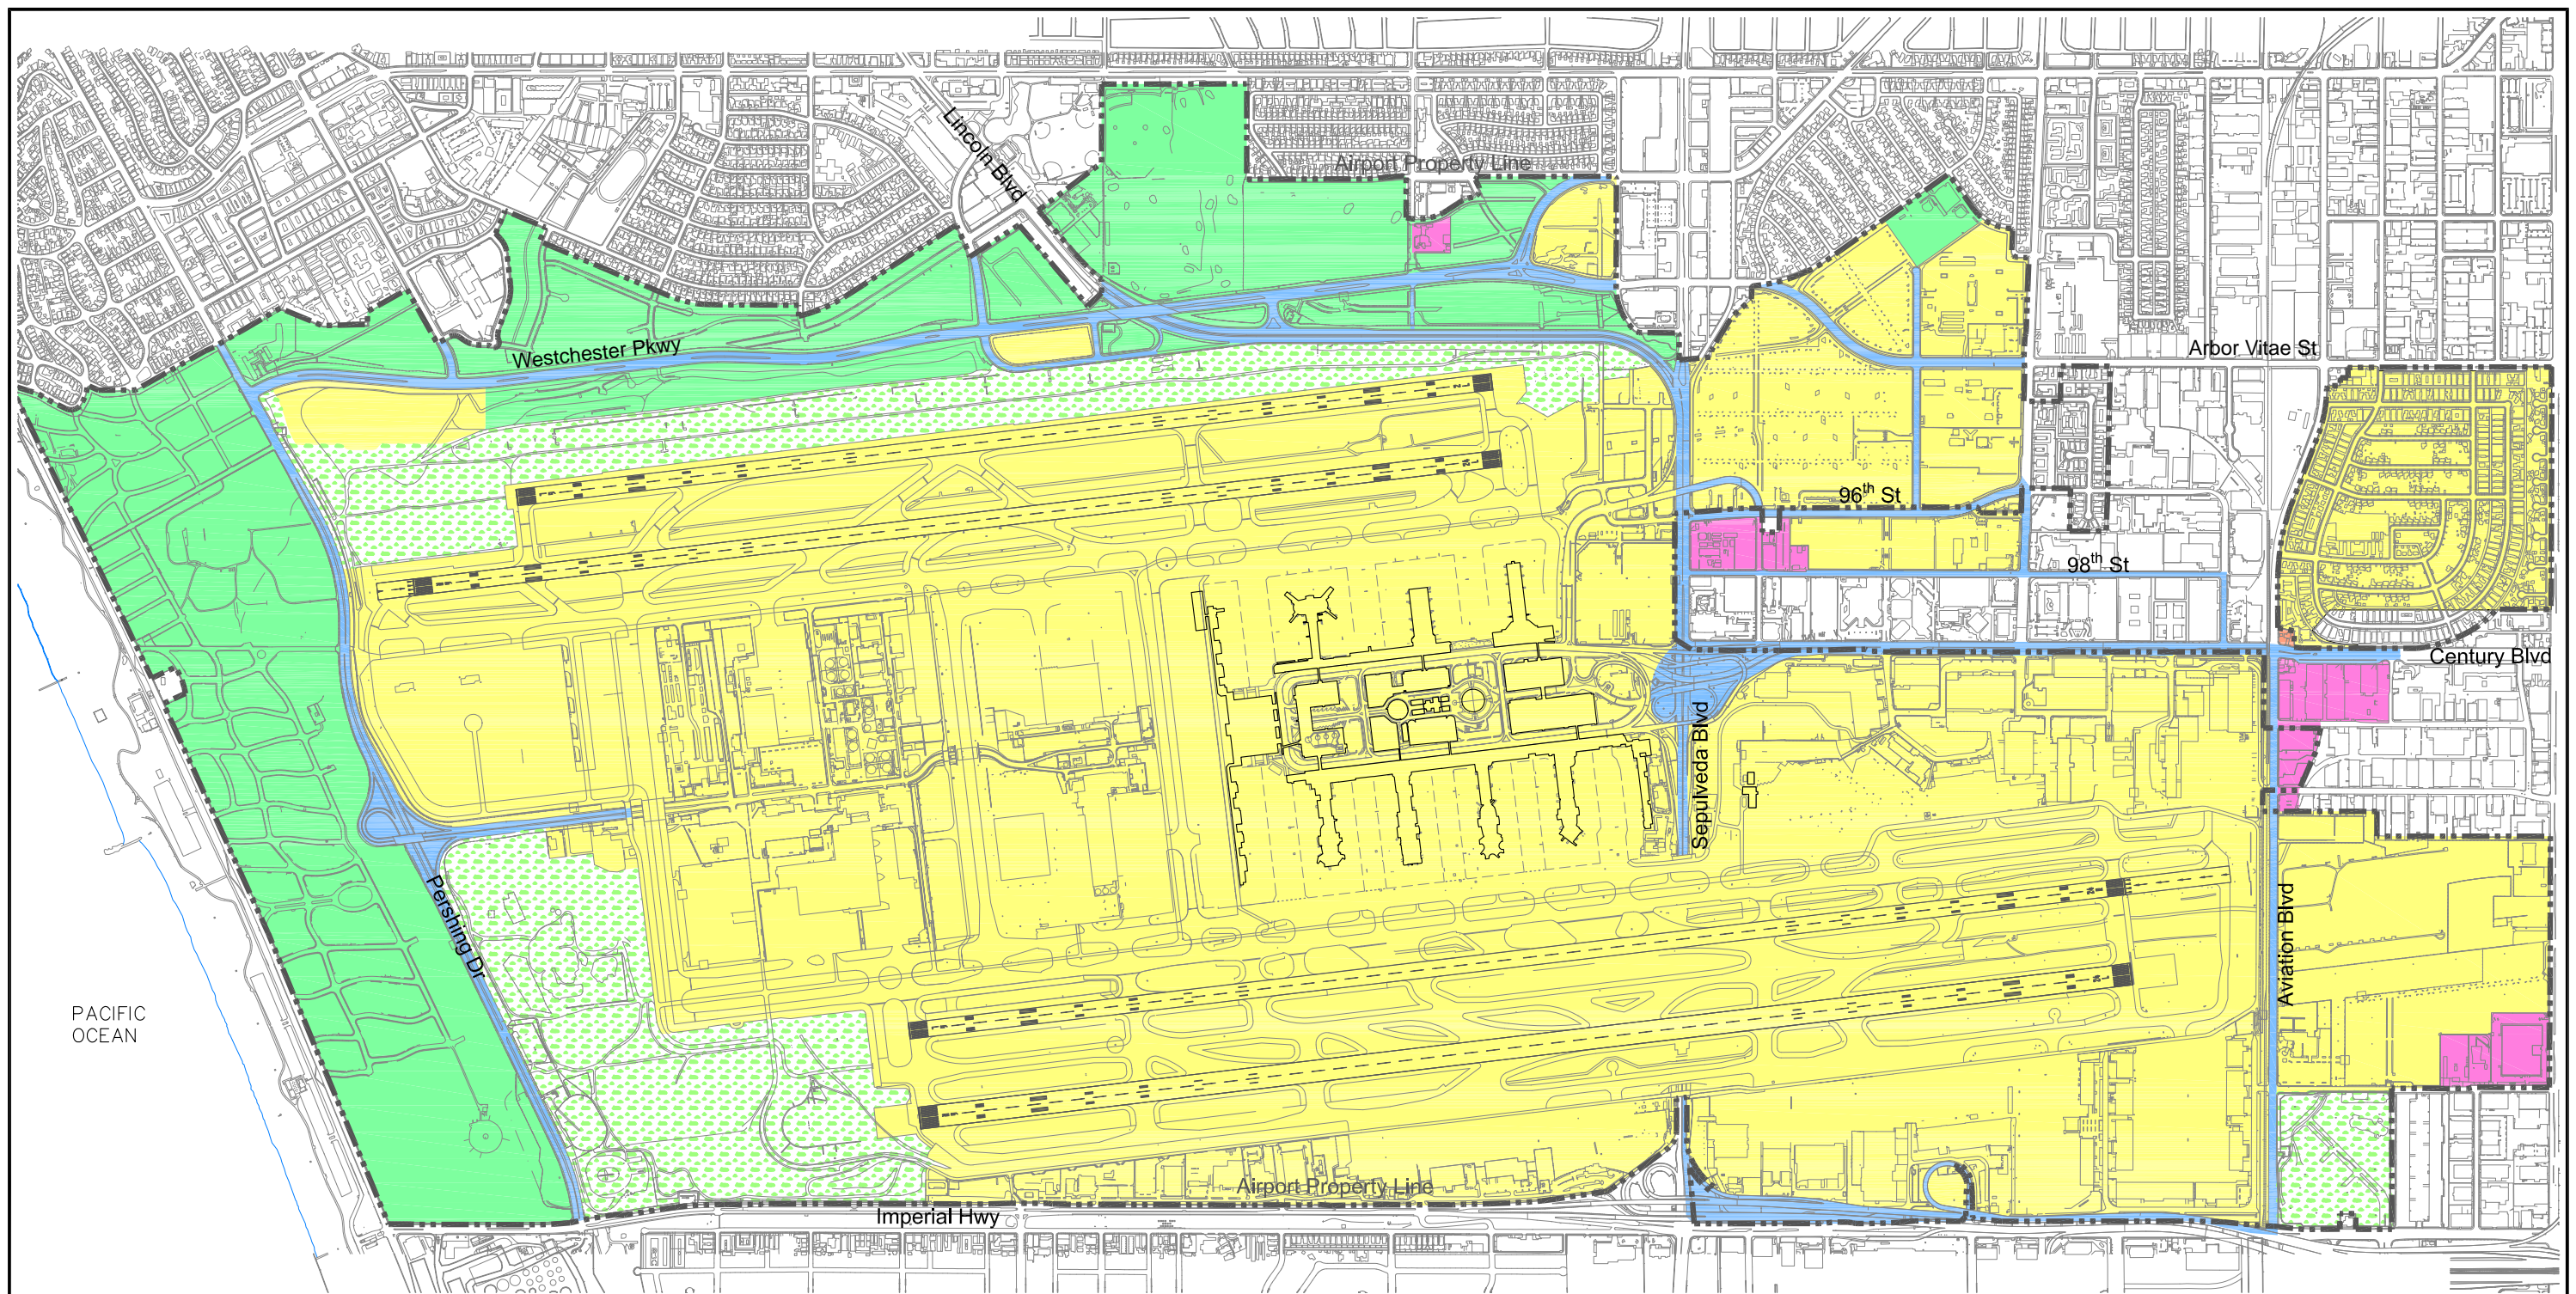 Lincoln Blvd
Airport Property Line
Westchester Pkwy
Arbor Vitae St
96th St
98th St
Century Blvd
Sepulveda Blvd
Pershing Dr
Aviation Blvd
PACIFIC
OCEAN
Airport Property Line
Imperial Hwy